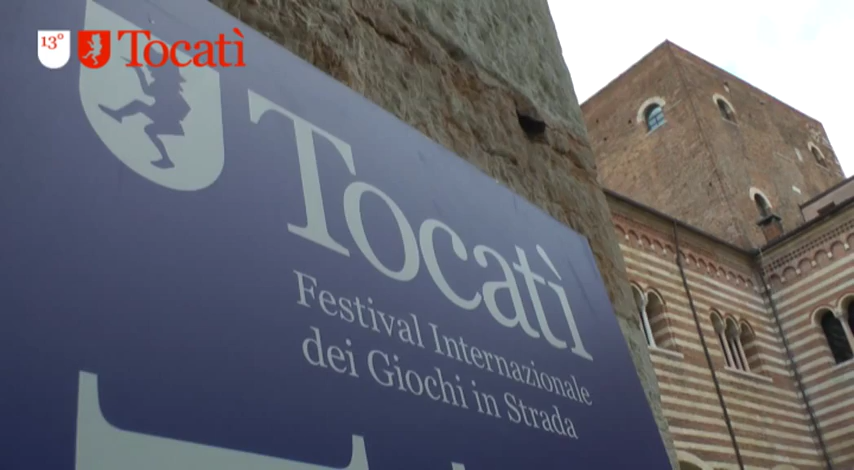 13° Tocatì
Tocatì
Festival Internazionale
dei Giochi in Strada